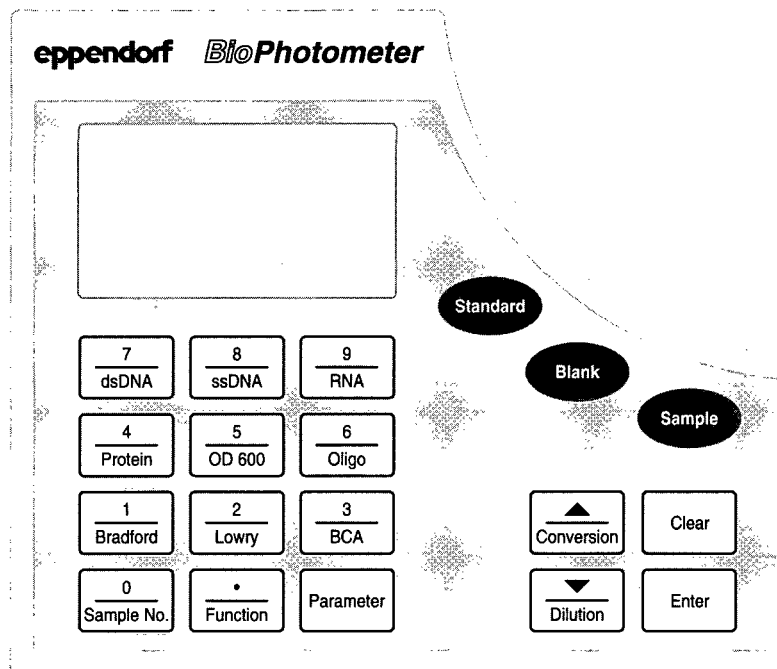 eppendorf BioPhotometer
Standard
Blank
Sample
7 8 9
dsDNA ssDNA RNA
4 5 6
Protein OD 600 Oligo
1 2 3
Bradford Lowry BCA
▲
Conversion Clear
0 •
Sample No. Function Parameter
▼
Dilution Enter